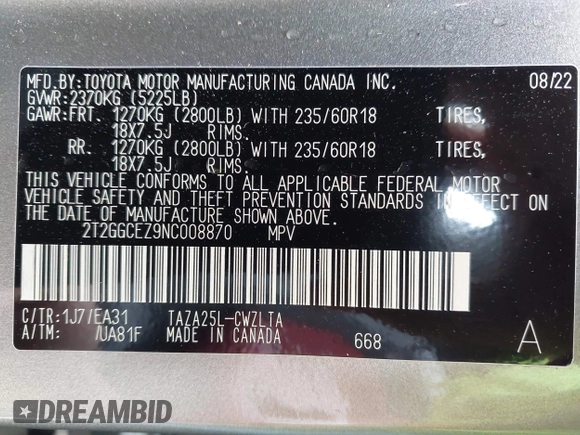 MFD.BY:TOYOTA MOTOR MANUFACTURING CANADA INC. 08/22
GVWR:2370KG (5225LB)
GAWR:FRT. 1270KG (2800LB) WITH 235/60R18 TIRES,
18X7.5J RIMS.
RR. 1270KG (2800LB) WITH 235/60R18 TIRES,
18X7.5J RIMS.
THIS VEHICLE CONFORMS TO ALL APPLICABLE FEDERAL MOTOR
VEHICLE SAFETY AND THEFT PREVENTION STANDARDS IN EFFECT ON
THE DATE OF MANUFACTURE SHOWN ABOVE.
2T2GGCEZ9NC008870 MPV
C/TR:1J7/EA31 TAZA25L-CWZLTA
A/TM: /UA81F MADE IN CANADA 668 A
DREAMBID